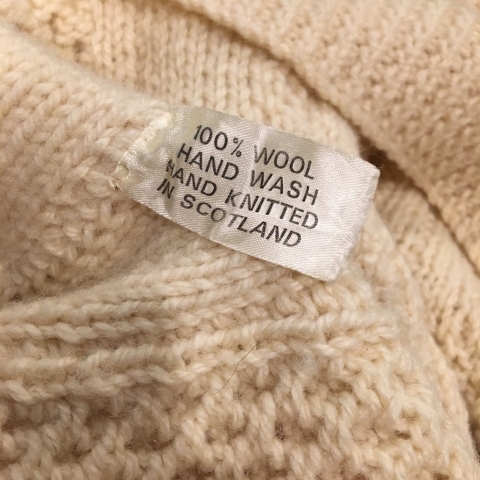 100% WOOL
HAND WASH
HAND KNITTED
IN SCOTLAND